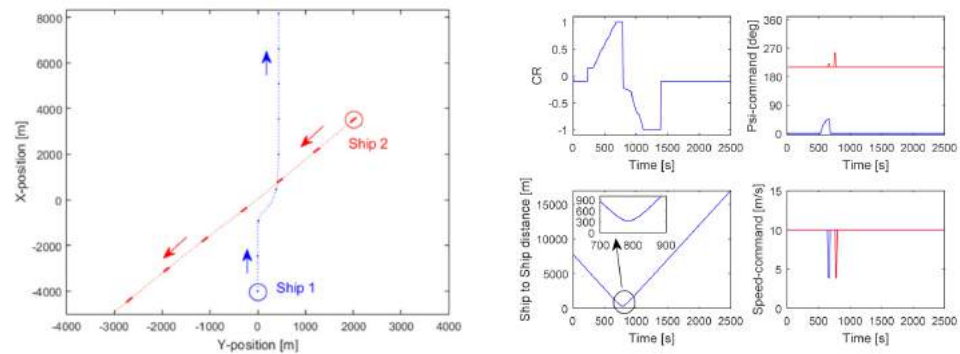 8000
6000
4000
2000
0
-2000
-4000
-4000 -3000 -2000 -1000 0 1000 2000 3000 4000
X-position [m]
Y-position [m]
Ship 2
Ship 1
1
0.5
0
-0.5
-1
0 500 1000 1500 2000 2500
CR
Time [s]
360
270
180
90
0
0 500 1000 1500 2000 2500
Psi-command [deg]
Time [s]
15000
10000
5000
0
0 500 1000 1500 2000 2500
Ship to Ship distance [m]
Time [s]
900
600
300
0
700 800 900
15
10
5
0
0 500 1000 1500 2000 2500
Speed-command [m/s]
Time [s]